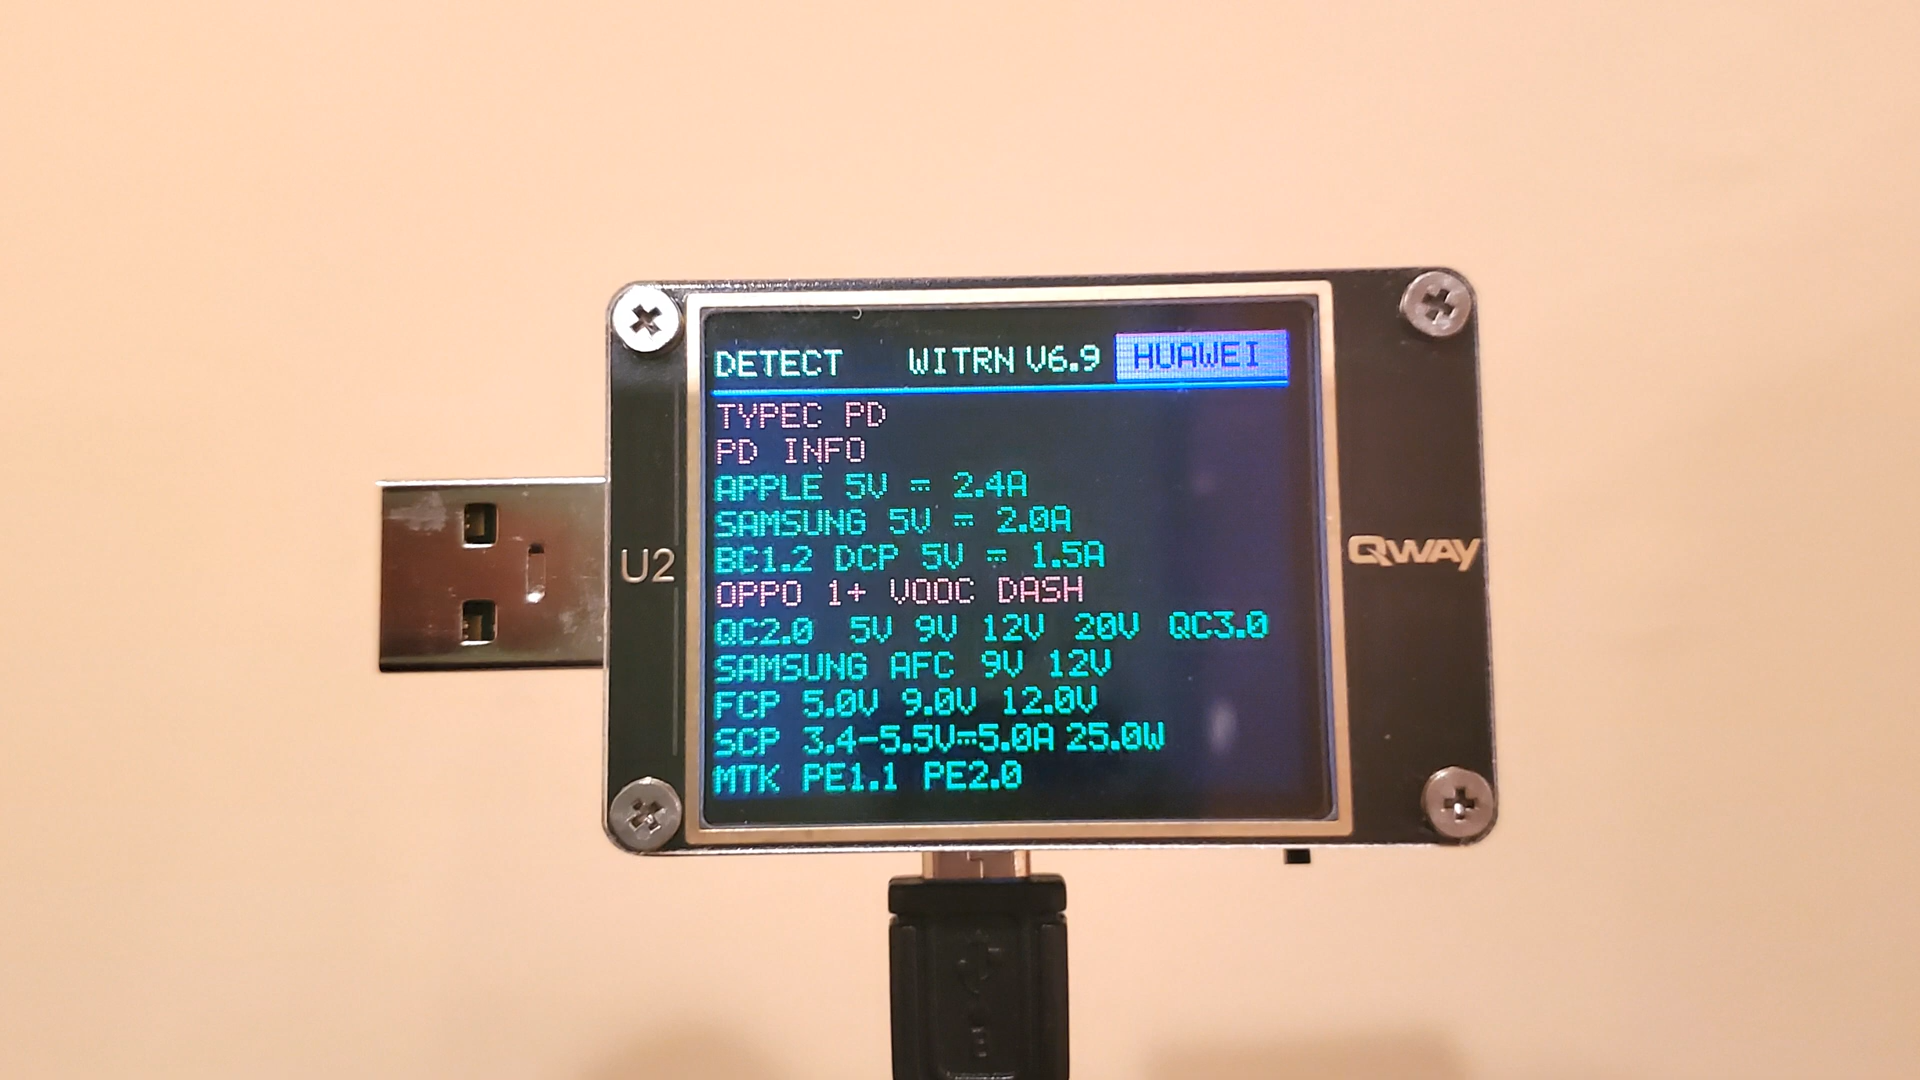 DETECT WITRN V6.9 HUAWEI
TYPEC PD
PD INFO
APPLE 5V ⎓ 2.4A
SAMSUNG 5V ⎓ 2.0A
BC1.2 DCP 5V ⎓ 1.5A
OPPO 1+ VOOC DASH
QC2.0 5V 9V 12V 20V QC3.0
SAMSUNG AFC 9V 12V
FCP 5.0V 9.0V 12.0V
SCP 3.4-5.5V⎓5.0A 25.0W
MTK PE1.1 PE2.0
U2
QWAY